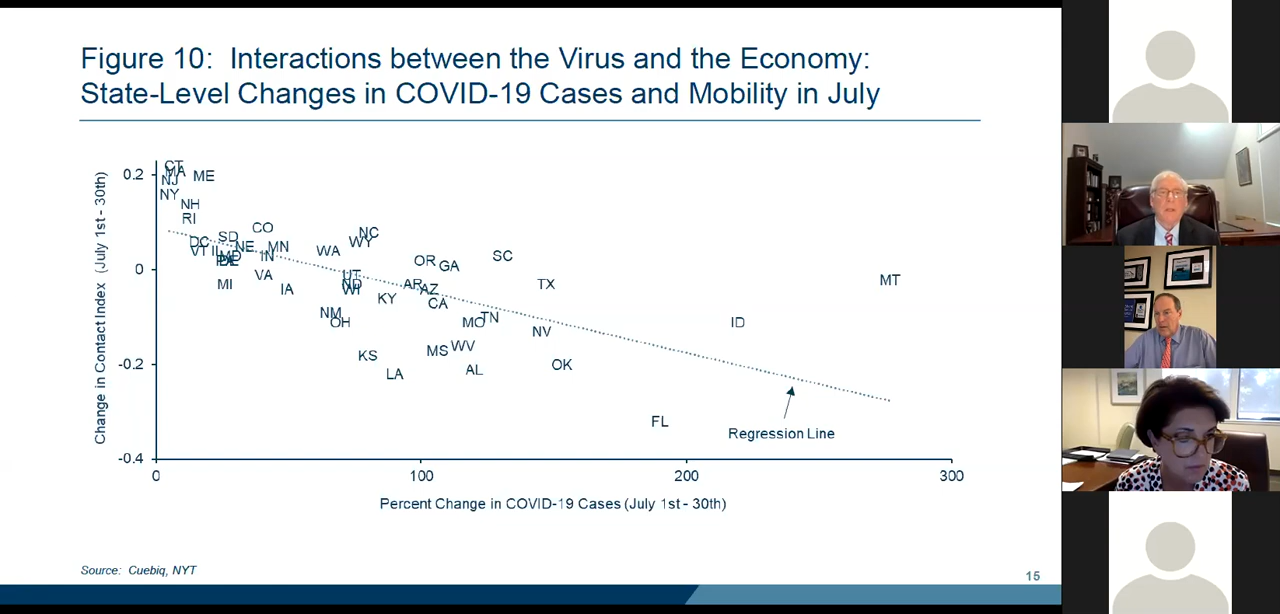 Figure 10: Interactions between the Virus and the Economy:
State-Level Changes in COVID-19 Cases and Mobility in July
Change in Contact Index (July 1st - 30th)
0.2
0
-0.2
-0.4
CT
MA
NJ
ME
NY
NH
RI
CO
NC
SD
DC
WY
NE
MN
VT
IL
MD
IN
WA
SC
DE
OR
GA
VA
UT
MT
MI
ND
AR
TX
IA
WI
AZ
KY
CA
NM
OH
MO
TN
ID
NV
MS
WV
KS
OK
AL
LA
FL
Regression Line
0
100
200
300
Percent Change in COVID-19 Cases (July 1st - 30th)
Source: Cuebiq, NYT
15